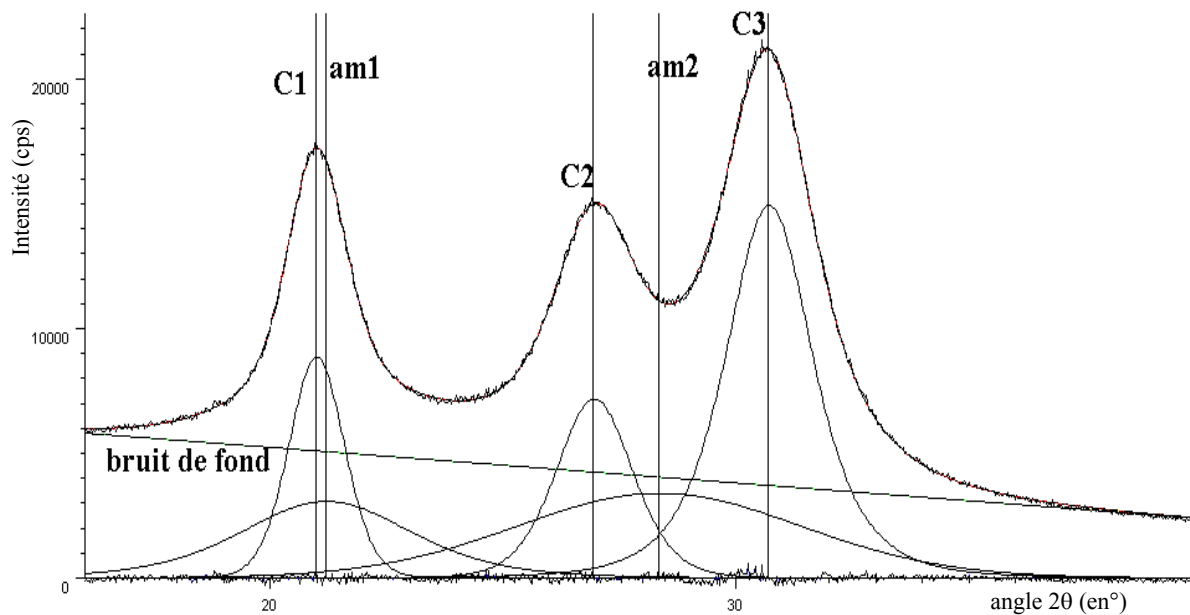 C3
am1
am2
C1
20000
Intensité (cps)
C2
10000
bruit de fond
0
20
30
angle 2θ (en°)